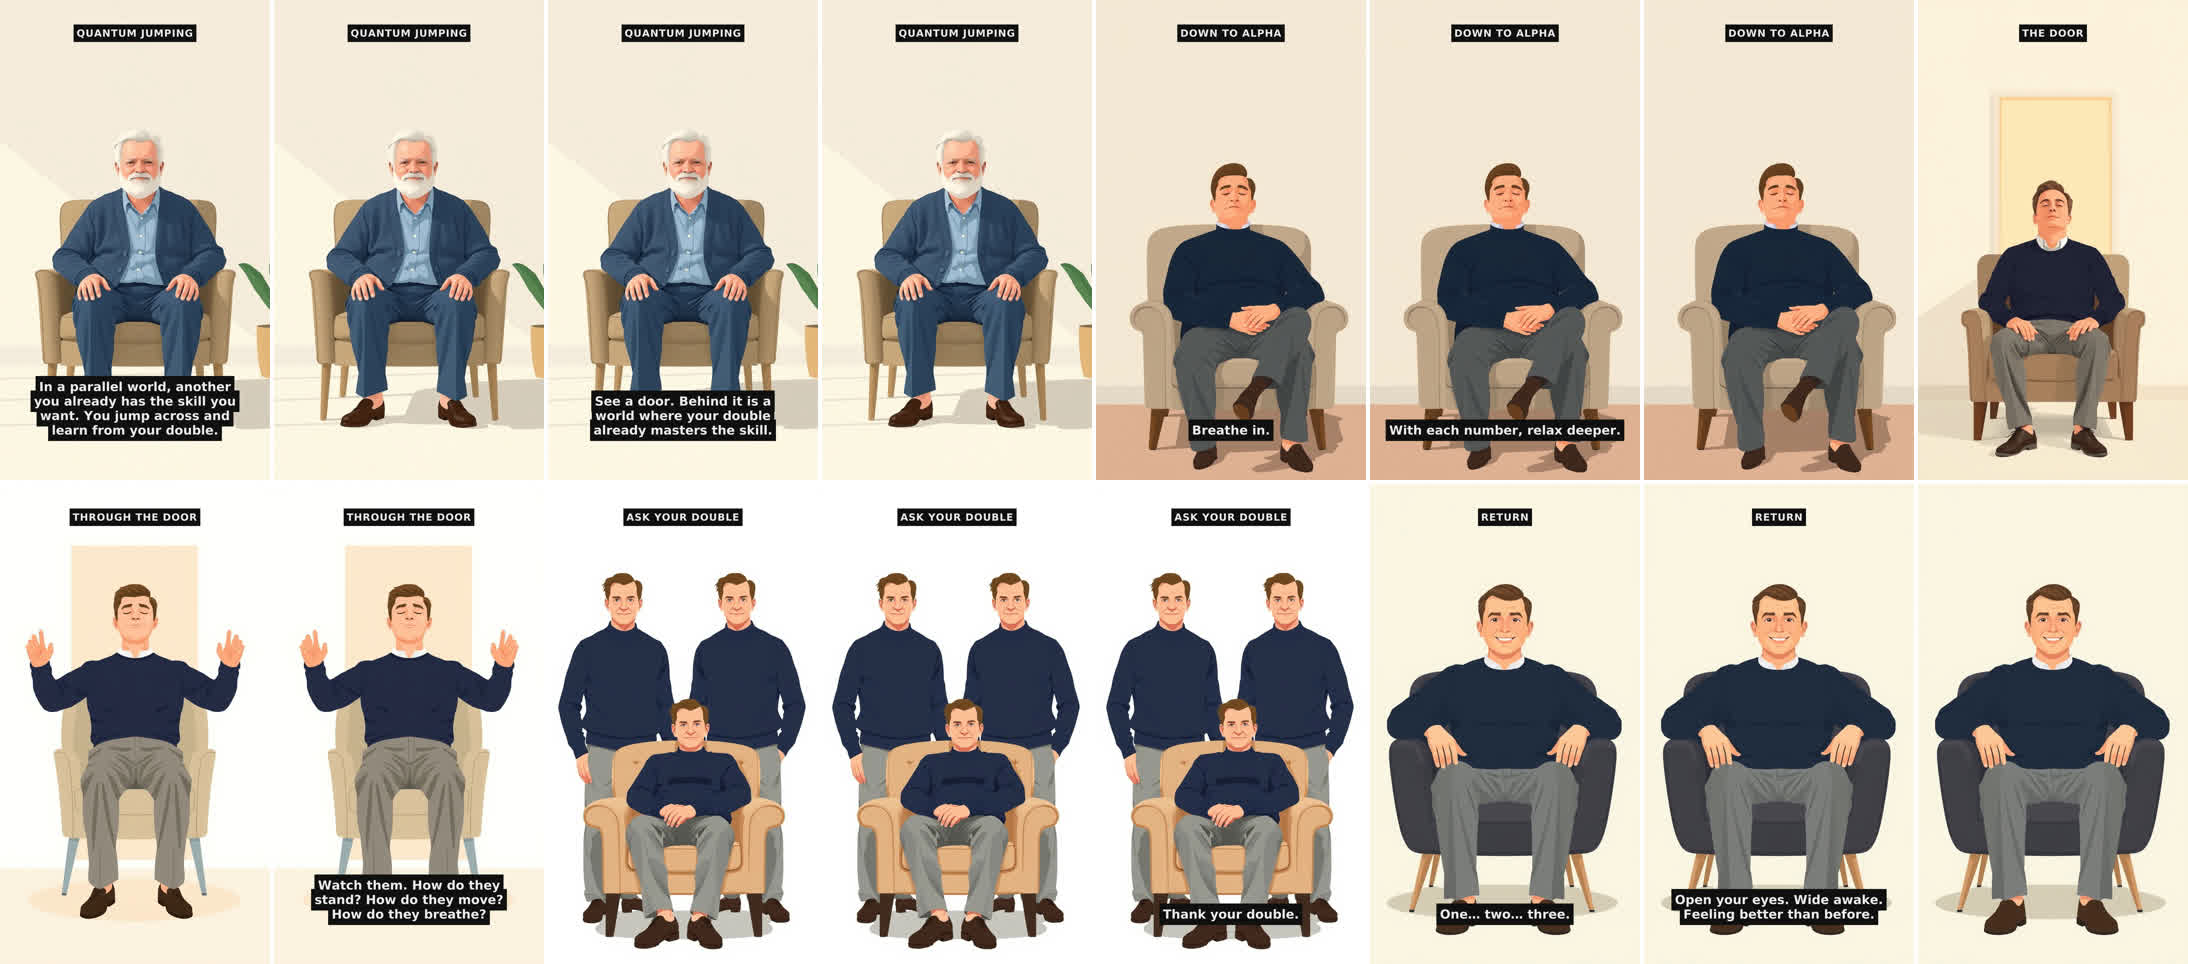 QUANTUM JUMPING
In a parallel world, another
you already has the skill you
want. You jump across and
learn from your double.
QUANTUM JUMPING
QUANTUM JUMPING
See a door. Behind it is a
world where your double
already masters the skill.
QUANTUM JUMPING
DOWN TO ALPHA
Breathe in.
DOWN TO ALPHA
With each number, relax deeper.
DOWN TO ALPHA
THE DOOR
THROUGH THE DOOR
THROUGH THE DOOR
Watch them. How do they
stand? How do they move?
How do they breathe?
ASK YOUR DOUBLE
ASK YOUR DOUBLE
ASK YOUR DOUBLE
Thank your double.
RETURN
One... two... three.
RETURN
Open your eyes. Wide awake.
Feeling better than before.